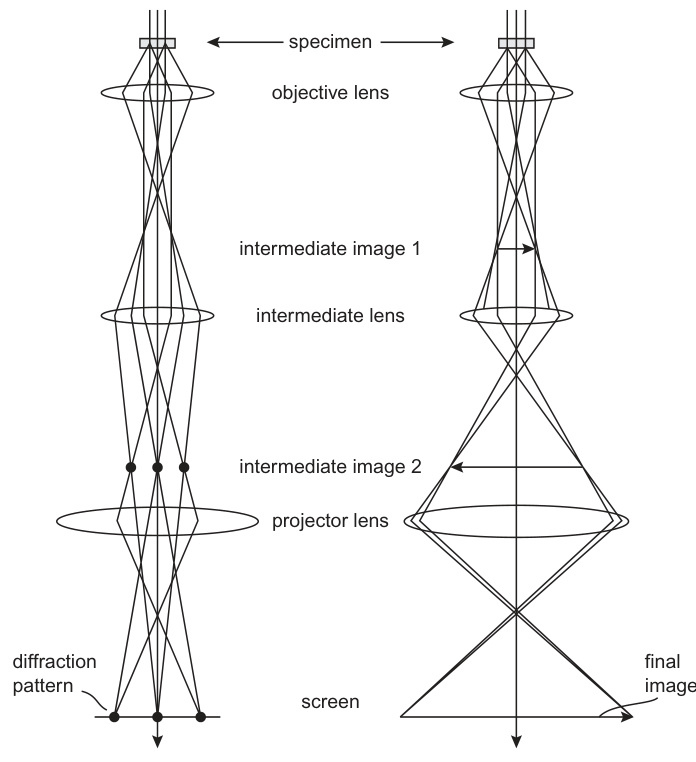 specimen
objective lens
intermediate image 1
intermediate lens
intermediate image 2
projector lens
diffraction
pattern
screen
final
image